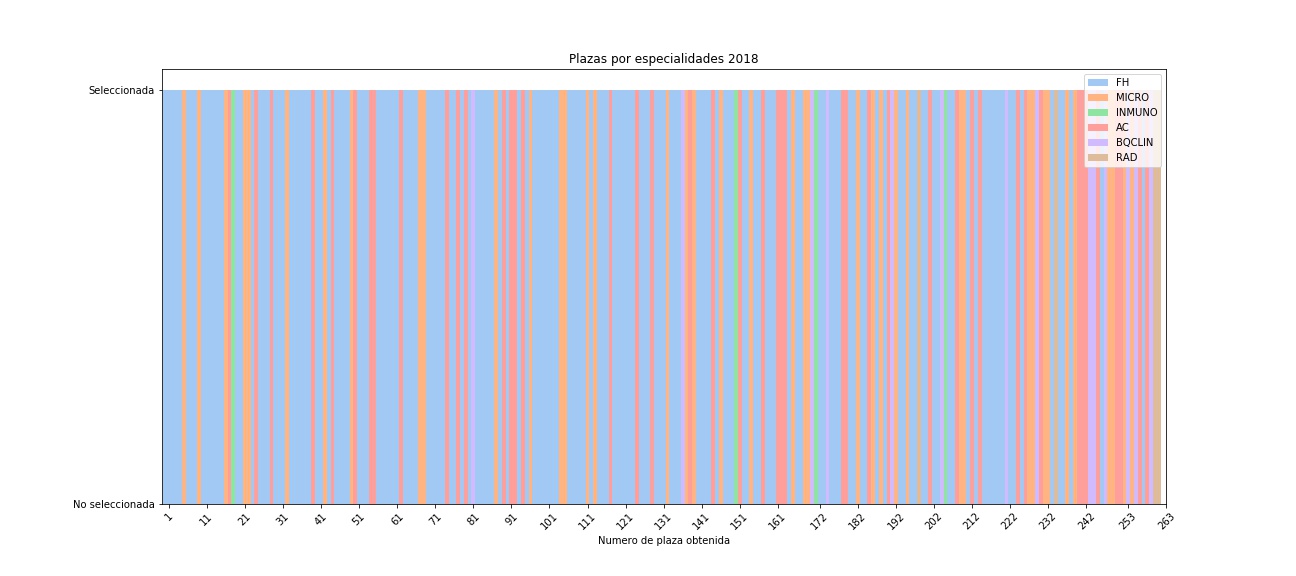 Plazas por especialidades 2018
Seleccionada
No seleccionada
FH
MICRO
INMUNO
AC
BQCLIN
RAD
1 11 21 31 41 51 61 71 81 91 101 111 121 131 141 151 161 172 182 192 202 212 222 232 242 253 263
Numero de plaza obtenida